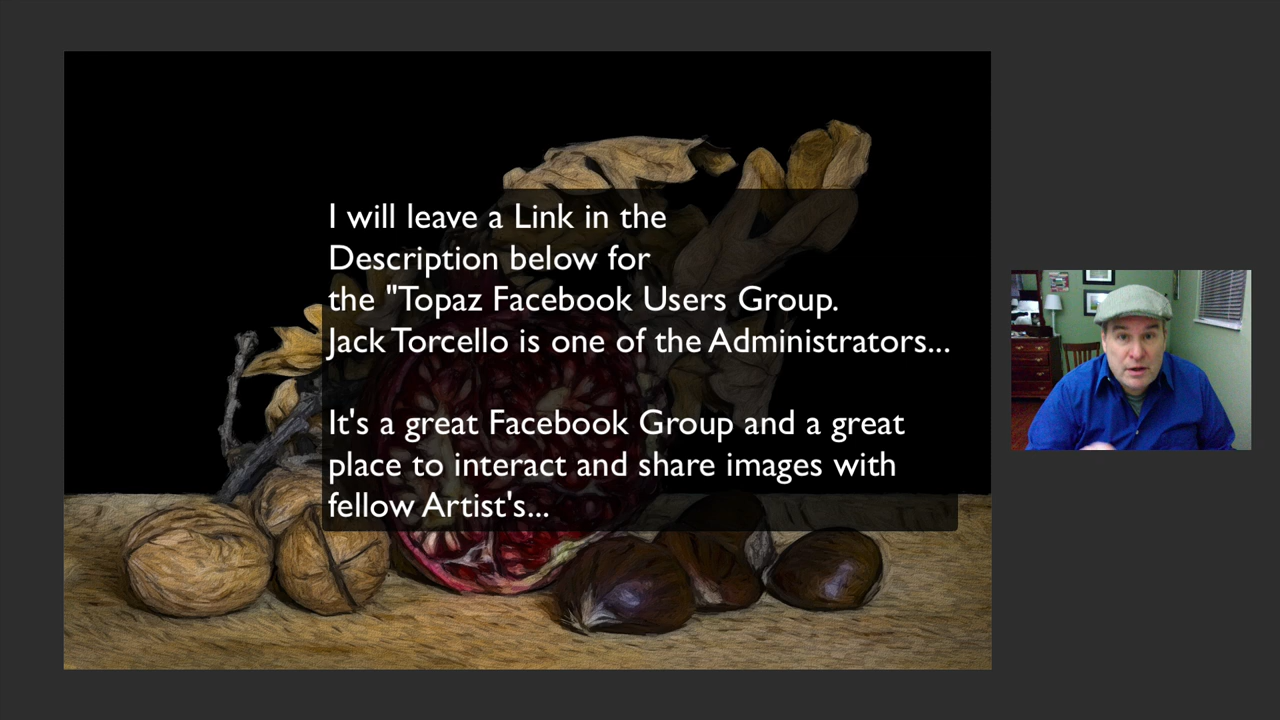 I will leave a Link in the
Description below for
the "Topaz Facebook Users Group.
Jack Torcello is one of the Administrators...
It's a great Facebook Group and a great
place to interact and share images with
fellow Artist's...